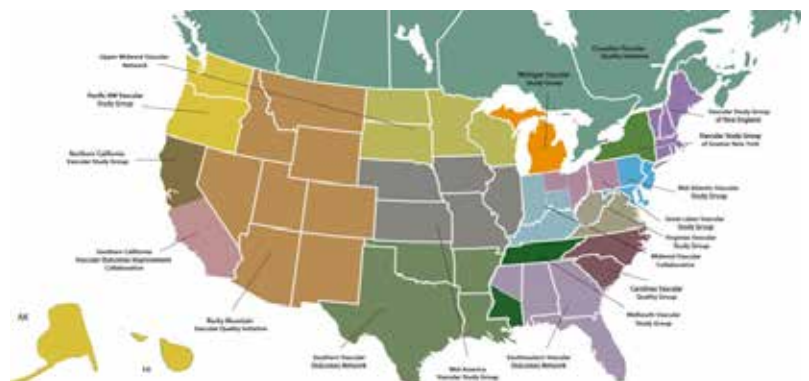 Upper Midwest Vascular
Network
Pacific NW Vascular
Study Group
Northern California
Vascular Study Group
Southern California
Vascular Outcomes Improvement
Collaborative
AK
HI
Rocky Mountain
Vascular Quality Initiative
Southern Vascular
Outcomes Network
Mid-America
Vascular Study Group
Southeastern Vascular
Outcomes Network
MidSouth Vascular
Study Group
Carolinas Vascular
Quality Group
Midwest Vascular
Collaborative
Virginias Vascular
Study Group
Great Lakes Vascular
Study Group
Mid-Atlantic Vascular
Study Group
Vascular Study Group
of Greater New York
Vascular Study Group
of New England
Michigan Vascular
Study Group
Canadian Vascular
Quality Initiative